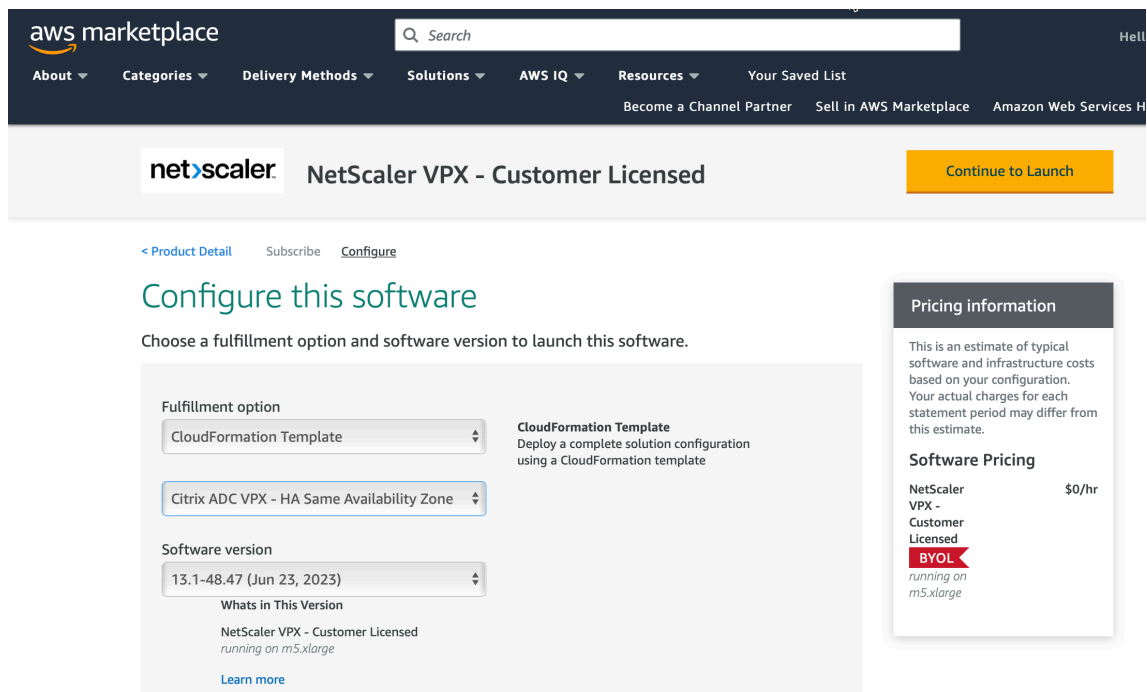 aws marketplace
Search
Hell
About
Categories
Delivery Methods
Solutions
AWS IQ
Resources
Your Saved List
Become a Channel Partner
Sell in AWS Marketplace
Amazon Web Services H
net>scaler.
NetScaler VPX - Customer Licensed
Continue to Launch
< Product Detail
Subscribe
Configure
Configure this software
Choose a fulfillment option and software version to launch this software.
Fulfillment option
CloudFormation Template
CloudFormation Template
Deploy a complete solution configuration
using a CloudFormation template
Citrix ADC VPX - HA Same Availability Zone
Software version
13.1-48.47 (Jun 23, 2023)
Whats in This Version
NetScaler VPX - Customer Licensed
running on m5.xlarge
Learn more
Pricing information
This is an estimate of typical
software and infrastructure costs
based on your configuration.
Your actual charges for each
statement period may differ from
this estimate.
Software Pricing
NetScaler $0/hr
VPX -
Customer
Licensed
BYOL
running on
m5.xlarge